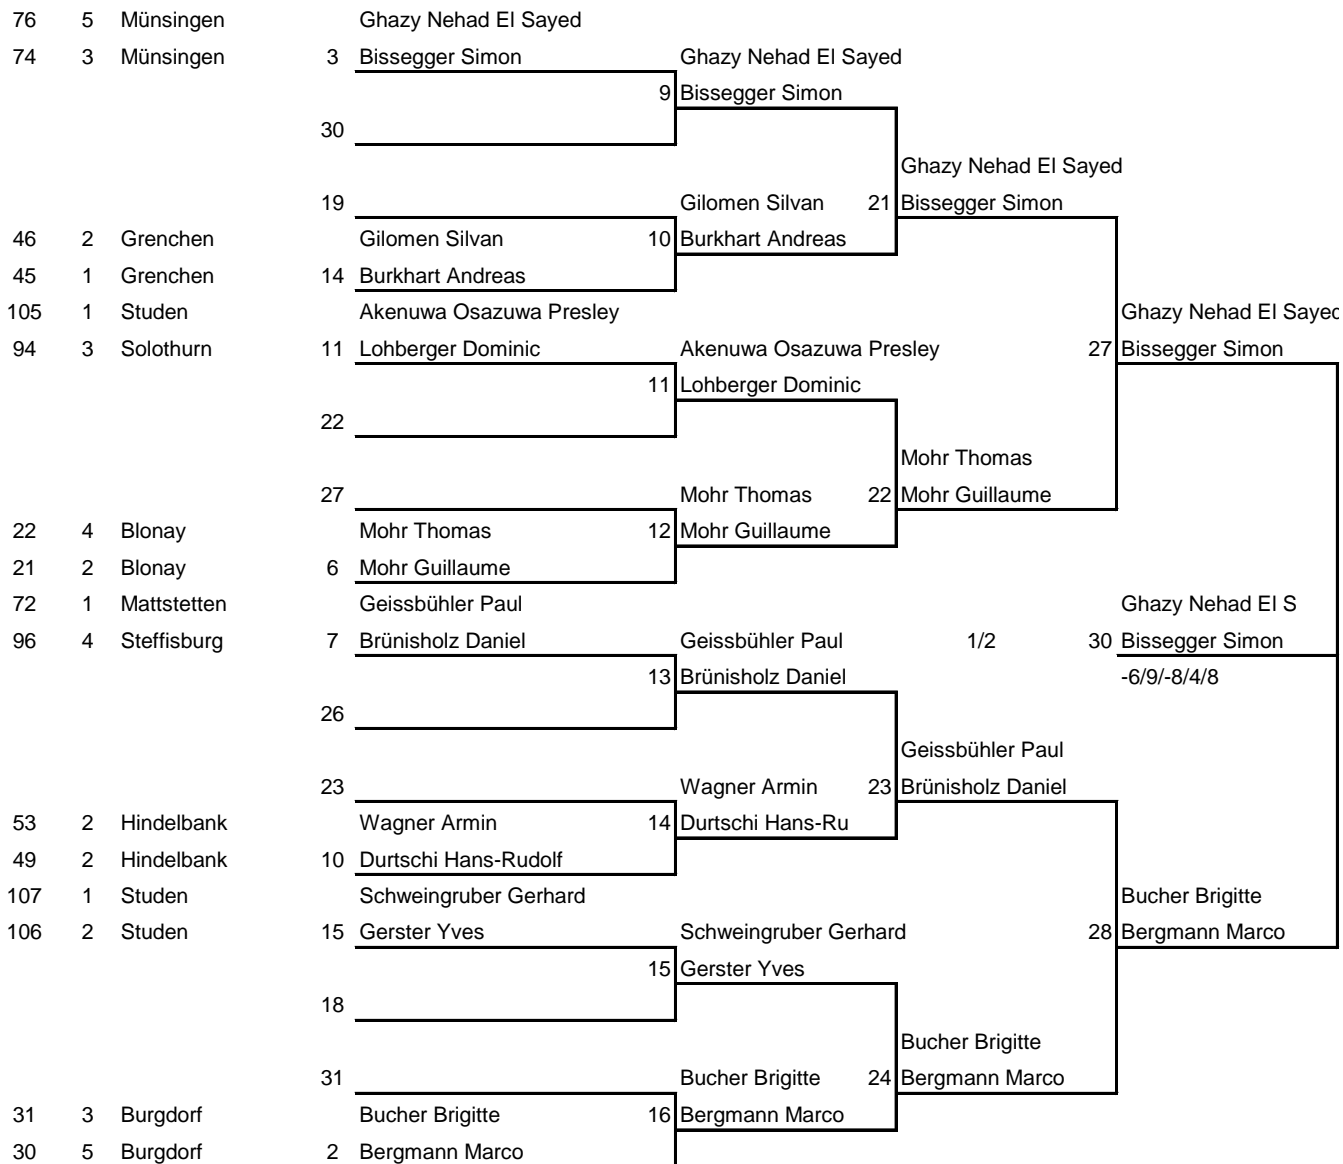 76 5 Münsingen Ghazy Nehad El Sayed
74 3 Münsingen 3 Bissegger Simon Ghazy Nehad El Sayed
9 Bissegger Simon
30
Ghazy Nehad El Sayed
19 Gilomen Silvan 21 Bissegger Simon
46 2 Grenchen Gilomen Silvan 10 Burkhart Andreas
45 1 Grenchen 14 Burkhart Andreas
105 1 Studen Akenuwa Osazuwa Presley Ghazy Nehad El Sayed
94 3 Solothurn 11 Lohberger Dominic Akenuwa Osazuwa Presley 27 Bissegger Simon
11 Lohberger Dominic
22
Mohr Thomas
27 Mohr Thomas 22 Mohr Guillaume
22 4 Blonay Mohr Thomas 12 Mohr Guillaume
21 2 Blonay 6 Mohr Guillaume
72 1 Mattstetten Geissbühler Paul Ghazy Nehad El S
96 4 Steffisburg 7 Brünisholz Daniel Geissbühler Paul 1/2 30 Bissegger Simon
13 Brünisholz Daniel -6/9/-8/4/8
26
Geissbühler Paul
23 Wagner Armin 23 Brünisholz Daniel
53 2 Hindelbank Wagner Armin 14 Durtschi Hans-Ru
49 2 Hindelbank 10 Durtschi Hans-Rudolf
107 1 Studen Schweingruber Gerhard Bucher Brigitte
106 2 Studen 15 Gerster Yves Schweingruber Gerhard 28 Bergmann Marco
15 Gerster Yves
18
Bucher Brigitte
31 Bucher Brigitte 24 Bergmann Marco
31 3 Burgdorf Bucher Brigitte 16 Bergmann Marco
30 5 Burgdorf 2 Bergmann Marco